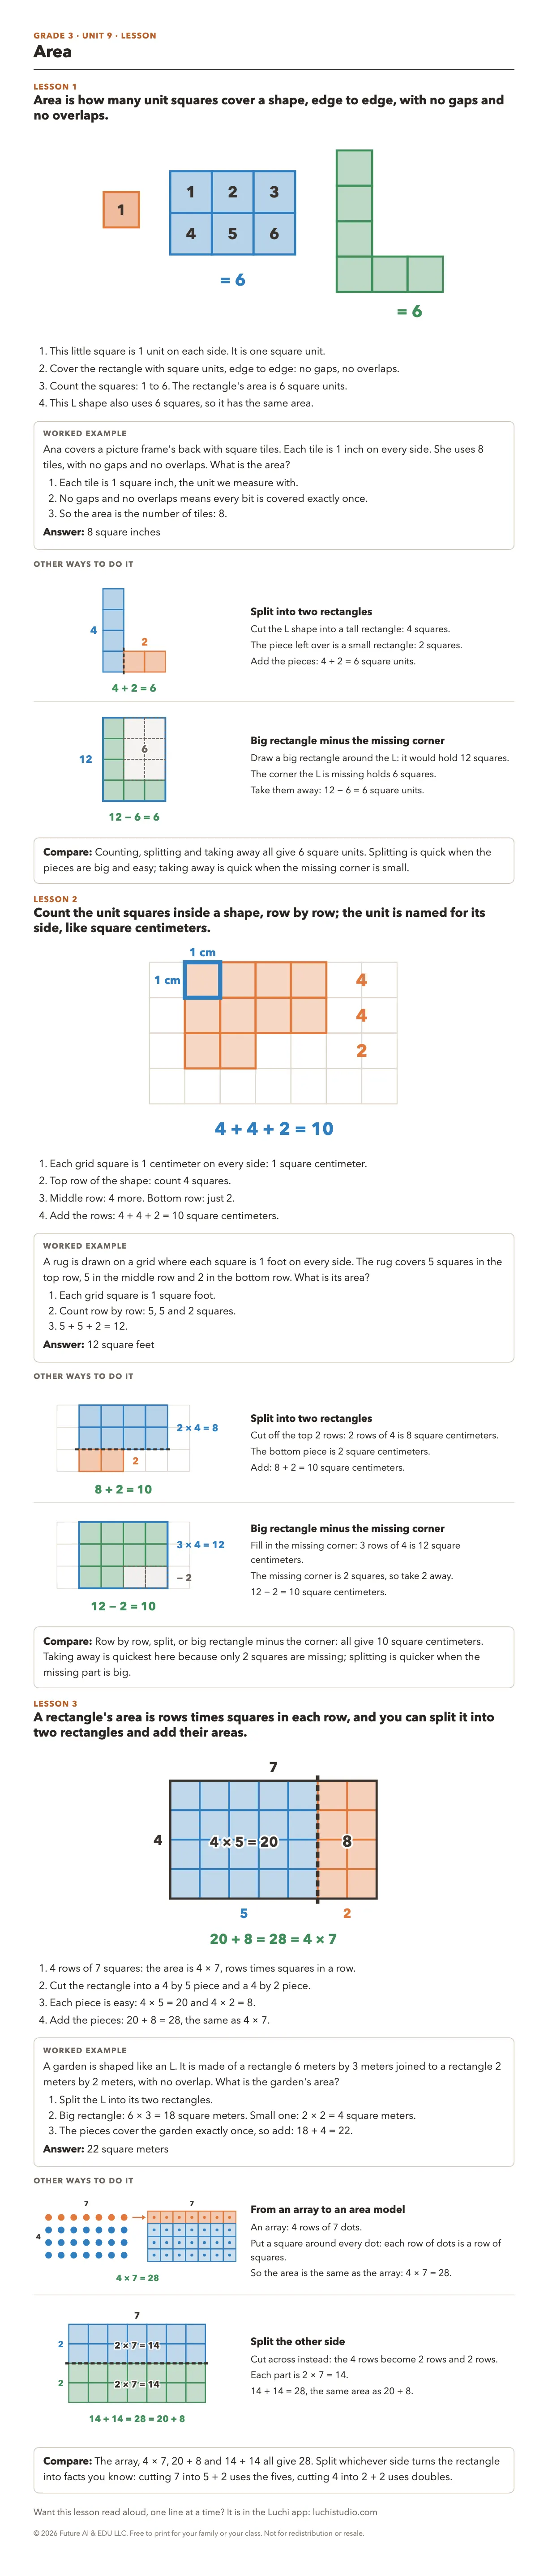 GRADE 3 · UNIT 9 · LESSON
Area
LESSON 1
Area is how many unit squares cover a shape, edge to edge, with no gaps and
no overlaps.
1
1 2 3
4 5 6
= 6
= 6
1. This little square is 1 unit on each side. It is one square unit.
2. Cover the rectangle with square units, edge to edge: no gaps, no overlaps.
3. Count the squares: 1 to 6. The rectangle's area is 6 square units.
4. This L shape also uses 6 squares, so it has the same area.
WORKED EXAMPLE
Ana covers a picture frame's back with square tiles. Each tile is 1 inch on every side. She uses 8
tiles, with no gaps and no overlaps. What is the area?
1. Each tile is 1 square inch, the unit we measure with.
2. No gaps and no overlaps means every bit is covered exactly once.
3. So the area is the number of tiles: 8.
Answer: 8 square inches
OTHER WAYS TO DO IT
4
2
4 + 2 = 6
Split into two rectangles
Cut the L shape into a tall rectangle: 4 squares.
The piece left over is a small rectangle: 2 squares.
Add the pieces: 4 + 2 = 6 square units.
12
6
12 − 6 = 6
Big rectangle minus the missing corner
Draw a big rectangle around the L: it would hold 12 squares.
The corner the L is missing holds 6 squares.
Take them away: 12 − 6 = 6 square units.
Compare: Counting, splitting and taking away all give 6 square units. Splitting is quick when the
pieces are big and easy; taking away is quick when the missing corner is small.
LESSON 2
Count the unit squares inside a shape, row by row; the unit is named for its
side, like square centimeters.
1 cm
1 cm
4
4
2
4 + 4 + 2 = 10
1. Each grid square is 1 centimeter on every side: 1 square centimeter.
2. Top row of the shape: count 4 squares.
3. Middle row: 4 more. Bottom row: just 2.
4. Add the rows: 4 + 4 + 2 = 10 square centimeters.
WORKED EXAMPLE
A rug is drawn on a grid where each square is 1 foot on every side. The rug covers 5 squares in the
top row, 5 in the middle row and 2 in the bottom row. What is its area?
1. Each grid square is 1 square foot.
2. Count row by row: 5, 5 and 2 squares.
3. 5 + 5 + 2 = 12.
Answer: 12 square feet
OTHER WAYS TO DO IT
2 × 4 = 8
2
8 + 2 = 10
Split into two rectangles
Cut off the top 2 rows: 2 rows of 4 is 8 square centimeters.
The bottom piece is 2 square centimeters.
Add: 8 + 2 = 10 square centimeters.
3 × 4 = 12
− 2
12 − 2 = 10
Big rectangle minus the missing corner
Fill in the missing corner: 3 rows of 4 is 12 square
centimeters.
The missing corner is 2 squares, so take 2 away.
12 − 2 = 10 square centimeters.
Compare: Row by row, split, or big rectangle minus the corner: all give 10 square centimeters.
Taking away is quickest here because only 2 squares are missing; splitting is quicker when the
missing part is big.
LESSON 3
A rectangle's area is rows times squares in each row, and you can split it into
two rectangles and add their areas.
7
4
4 × 5 = 20
8
5
2
20 + 8 = 28 = 4 × 7
1. 4 rows of 7 squares: the area is 4 × 7, rows times squares in a row.
2. Cut the rectangle into a 4 by 5 piece and a 4 by 2 piece.
3. Each piece is easy: 4 × 5 = 20 and 4 × 2 = 8.
4. Add the pieces: 20 + 8 = 28, the same as 4 × 7.
WORKED EXAMPLE
A garden is shaped like an L. It is made of a rectangle 6 meters by 3 meters joined to a rectangle 2
meters by 2 meters, with no overlap. What is the garden's area?
1. Split the L into its two rectangles.
2. Big rectangle: 6 × 3 = 18 square meters. Small one: 2 × 2 = 4 square meters.
3. The pieces cover the garden exactly once, so add: 18 + 4 = 22.
Answer: 22 square meters
OTHER WAYS TO DO IT
7
7
4
4 × 7 = 28
From an array to an area model
An array: 4 rows of 7 dots.
Put a square around every dot: each row of dots is a row of
squares.
So the area is the same as the array: 4 × 7 = 28.
7
2
2 × 7 = 14
2
2 × 7 = 14
14 + 14 = 28 = 20 + 8
Split the other side
Cut across instead: the 4 rows become 2 rows and 2 rows.
Each part is 2 × 7 = 14.
14 + 14 = 28, the same area as 20 + 8.
Compare: The array, 4 × 7, 20 + 8 and 14 + 14 all give 28. Split whichever side turns the rectangle
into facts you know: cutting 7 into 5 + 2 uses the fives, cutting 4 into 2 + 2 uses doubles.
Want this lesson read aloud, one line at a time? It is in the Luchi app: luchistudio.com
© 2026 Future AI & EDU LLC. Free to print for your family or your class. Not for redistribution or resale.